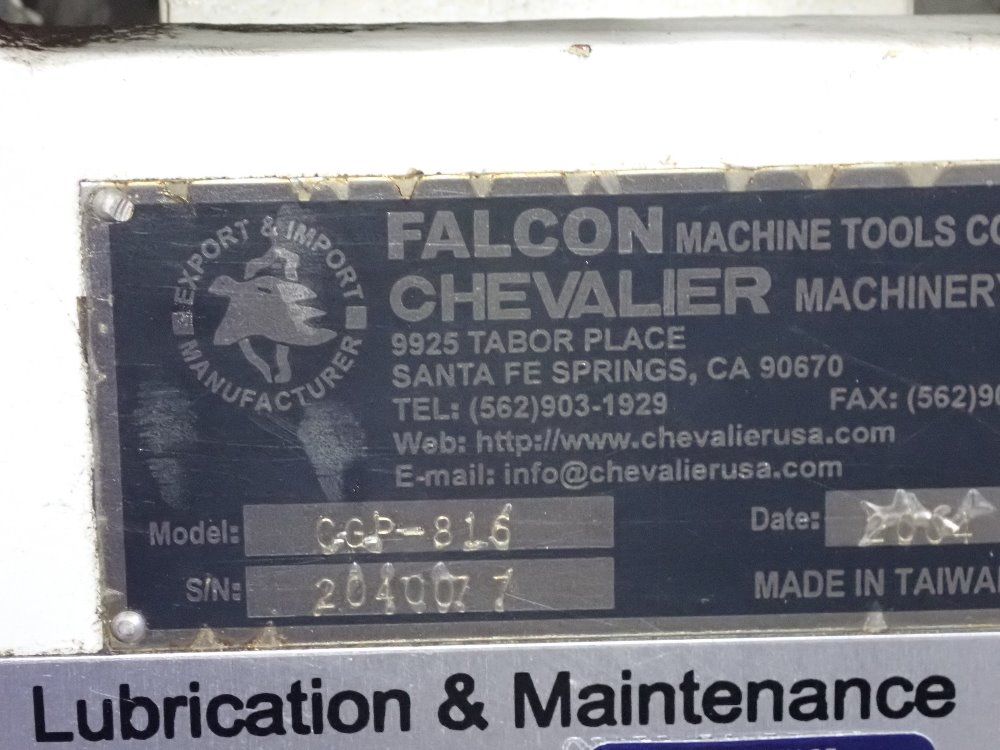 EXPORT & IMPORT
MANUFACTURER
FALCON MACHINE TOOLS CO
CHEVALIER MACHINERY
9925 TABOR PLACE
SANTA FE SPRINGS, CA 90670
TEL: (562)903-1929 FAX: (562)90
Web: http://www.chevalierusa.com
E-mail: info@chevalierusa.com
Model: CGP-816 Date: 2004
S/N: 2040077 MADE IN TAIWA
Lubrication & Maintenance